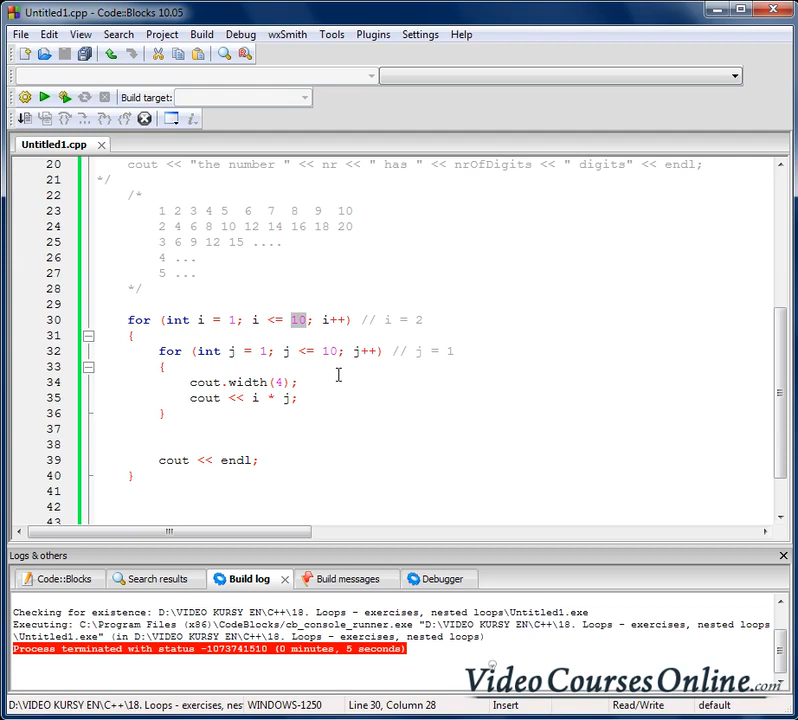 Untitled1.cpp - Code::Blocks 10.05
File Edit View Search Project Build Debug wxSmith Tools Plugins Settings Help
Build target:
Untitled1.cpp
20 cout << "the number " << nr << " has " << nrOfDigits << " digits" << endl;
21 */
22 /*
23 1 2 3 4 5 6 7 8 9 10
24 2 4 6 8 10 12 14 16 18 20
25 3 6 9 12 15 ....
26 4 ...
27 5 ...
28 */
29
30 for (int i = 1; i <= 10; i++) // i = 2
31 {
32 for (int j = 1; j <= 10; j++) // j = 1
33 {
34 cout.width(4);
35 cout << i * j;
36 }
37
38
39 cout << endl;
40 }
41
42
43
Logs & others
Code::Blocks Search results Build log Build messages Debugger
Checking for existence: D:\VIDEO KURSY EN\C++\18. Loops - exercises, nested loops\Untitled1.exe
Executing: C:\Program Files (x86)\CodeBlocks/cb_console_runner.exe "D:\VIDEO KURSY EN\C++\18. Loops - exercises, nested loops
\Untitled1.exe" (in D:\VIDEO KURSY EN\C++\18. Loops - exercises, nested loops)
Process terminated with status -1073741510 (0 minutes, 5 seconds)
VideoCoursesOnline.com
D:\VIDEO KURSY EN\C++\18. Loops - exercises, nes WINDOWS-1250 Line 30, Column 28 Insert Read/Write default